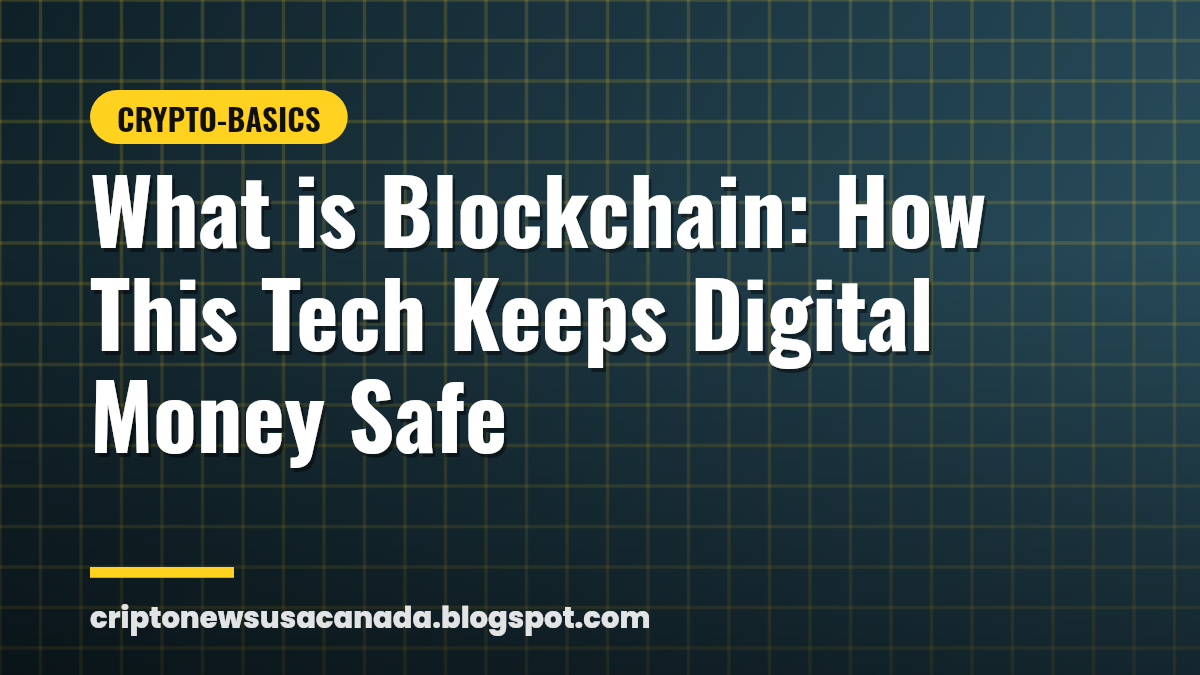 CRYPTO-BASICS
What is Blockchain: How
This Tech Keeps Digital
Money Safe
criptonewsusacanada.blogspot.com